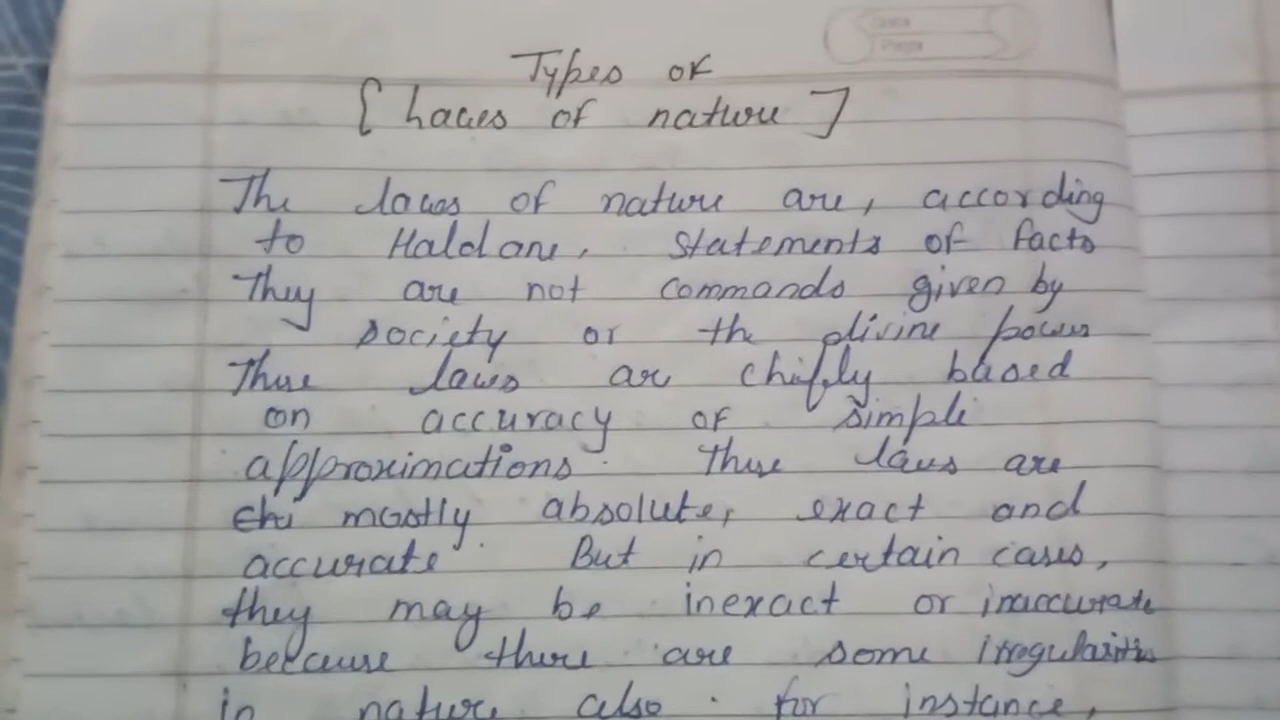 Date
Page
Types of
[ Laws of nature ]
The laws of nature are, according
to Haldane, statements of facts
They are not commands given by
society or the divine power
These laws are chiefly based
on accuracy of simple
approximations. These laws are
mostly absolute, exact and
accurate. But in certain cases,
they may be inexact or inaccurate
because there are some irregularities
in nature also. for instance,